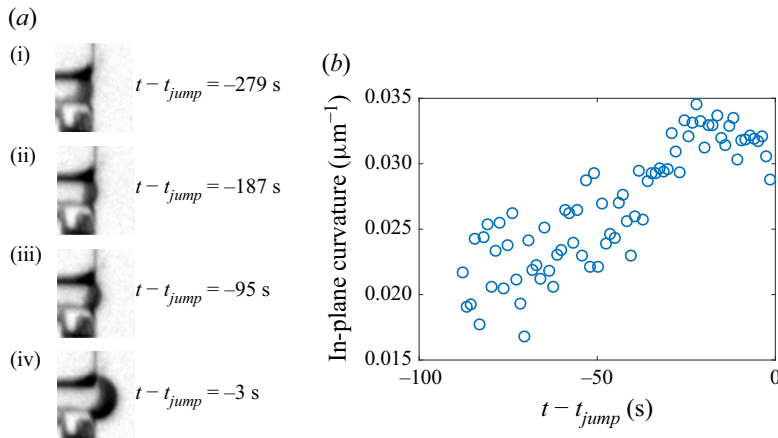 (a)
(i)
t – t_jump = –279 s
(ii)
t – t_jump = –187 s
(iii)
t – t_jump = –95 s
(iv)
t – t_jump = –3 s
(b)
In-plane curvature (μm⁻¹)
0.035
0.030
0.025
0.020
0.015
–100
–50
0
t – t_jump (s)